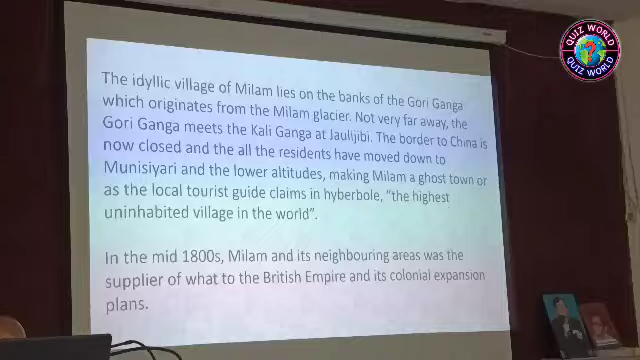 QUIZ WORLD
QUIZ WORLD
The idyllic village of Milam lies on the banks of the Gori Ganga
which originates from the Milam glacier. Not very far away, the
Gori Ganga meets the Kali Ganga at Jauljibi. The border to China is
now closed and the all the residents have moved down to
Munisiyari and the lower altitudes, making Milam a ghost town or
as the local tourist guide claims in hyberbole, “the highest
uninhabited village in the world”.
In the mid 1800s, Milam and its neighbouring areas was the
supplier of what to the British Empire and its colonial expansion
plans.